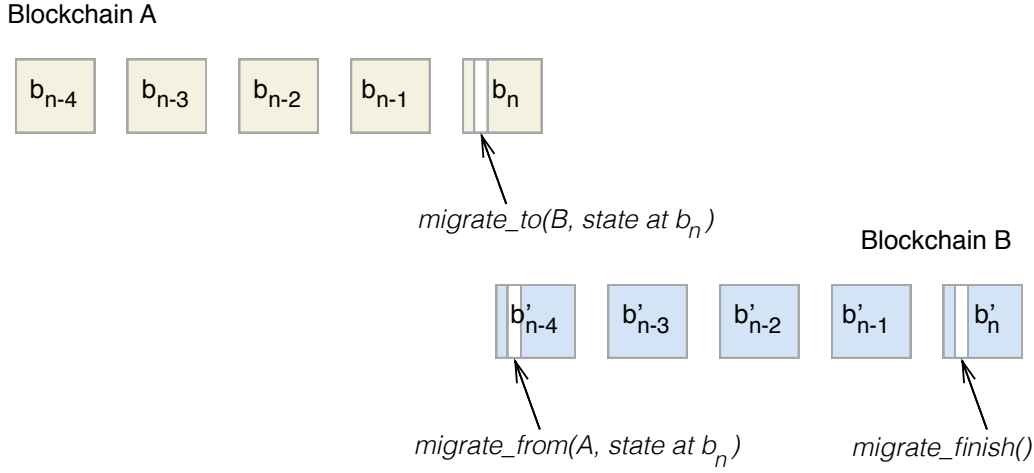 Blockchain A
b_{n-4} b_{n-3} b_{n-2} b_{n-1} b_n
migrate_to(B, state at b_n)
Blockchain B
b'_{n-4} b'_{n-3} b'_{n-2} b'_{n-1} b'_n
migrate_from(A, state at b_n) migrate_finish()